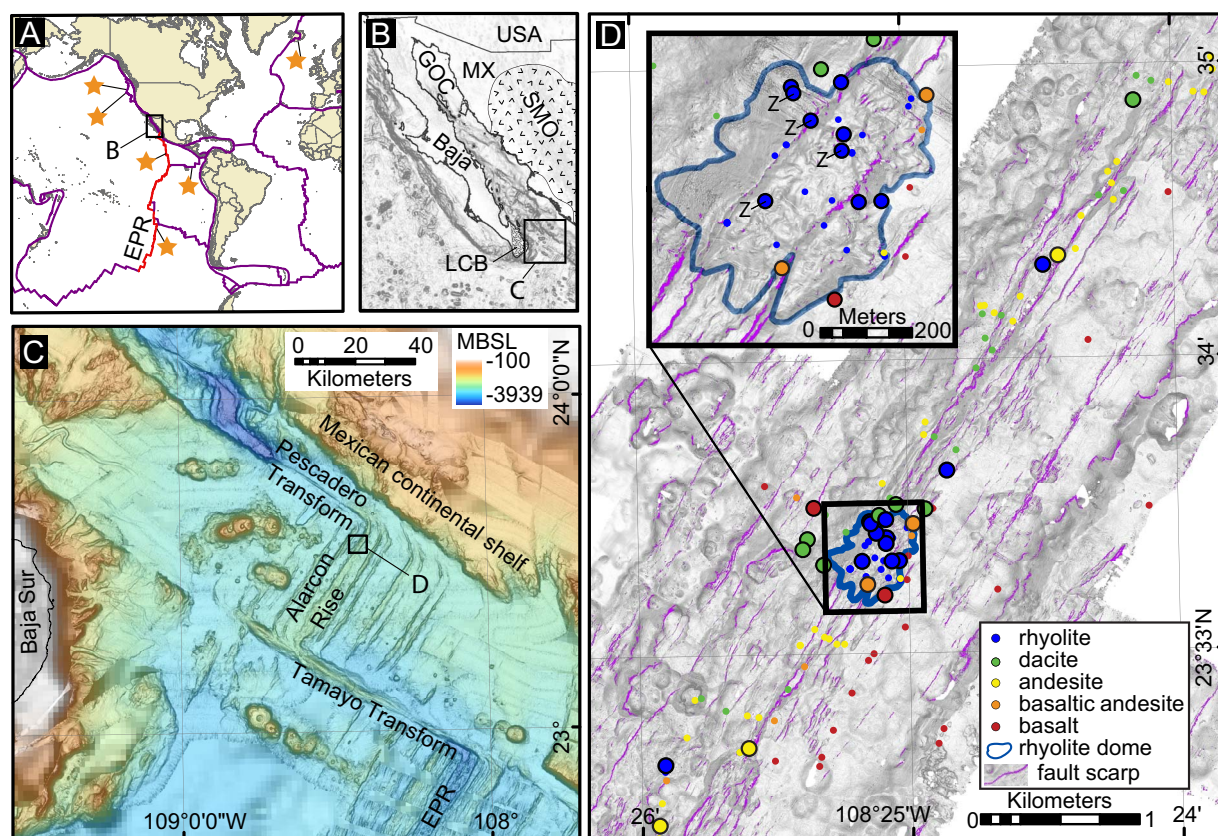 A
B
EPR
B
USA
MX
GOC
SMO
Baja
LCB
C
C
0 20 40
Kilometers
MBSL
-100
-3939
24°0'0"N
Mexican continental shelf
Pescadero
Transform
D
Alarcon
Rise
Baja Sur
Tamayo Transform
23°
EPR
109°0'0"W
108°
D
35'
Z
Z
Z
Z
Meters
0 200
34'
23°33'N
rhyolite
dacite
andesite
basaltic andesite
basalt
rhyolite dome
fault scarp
Kilometers
0 1
26'
108°25'W
24'